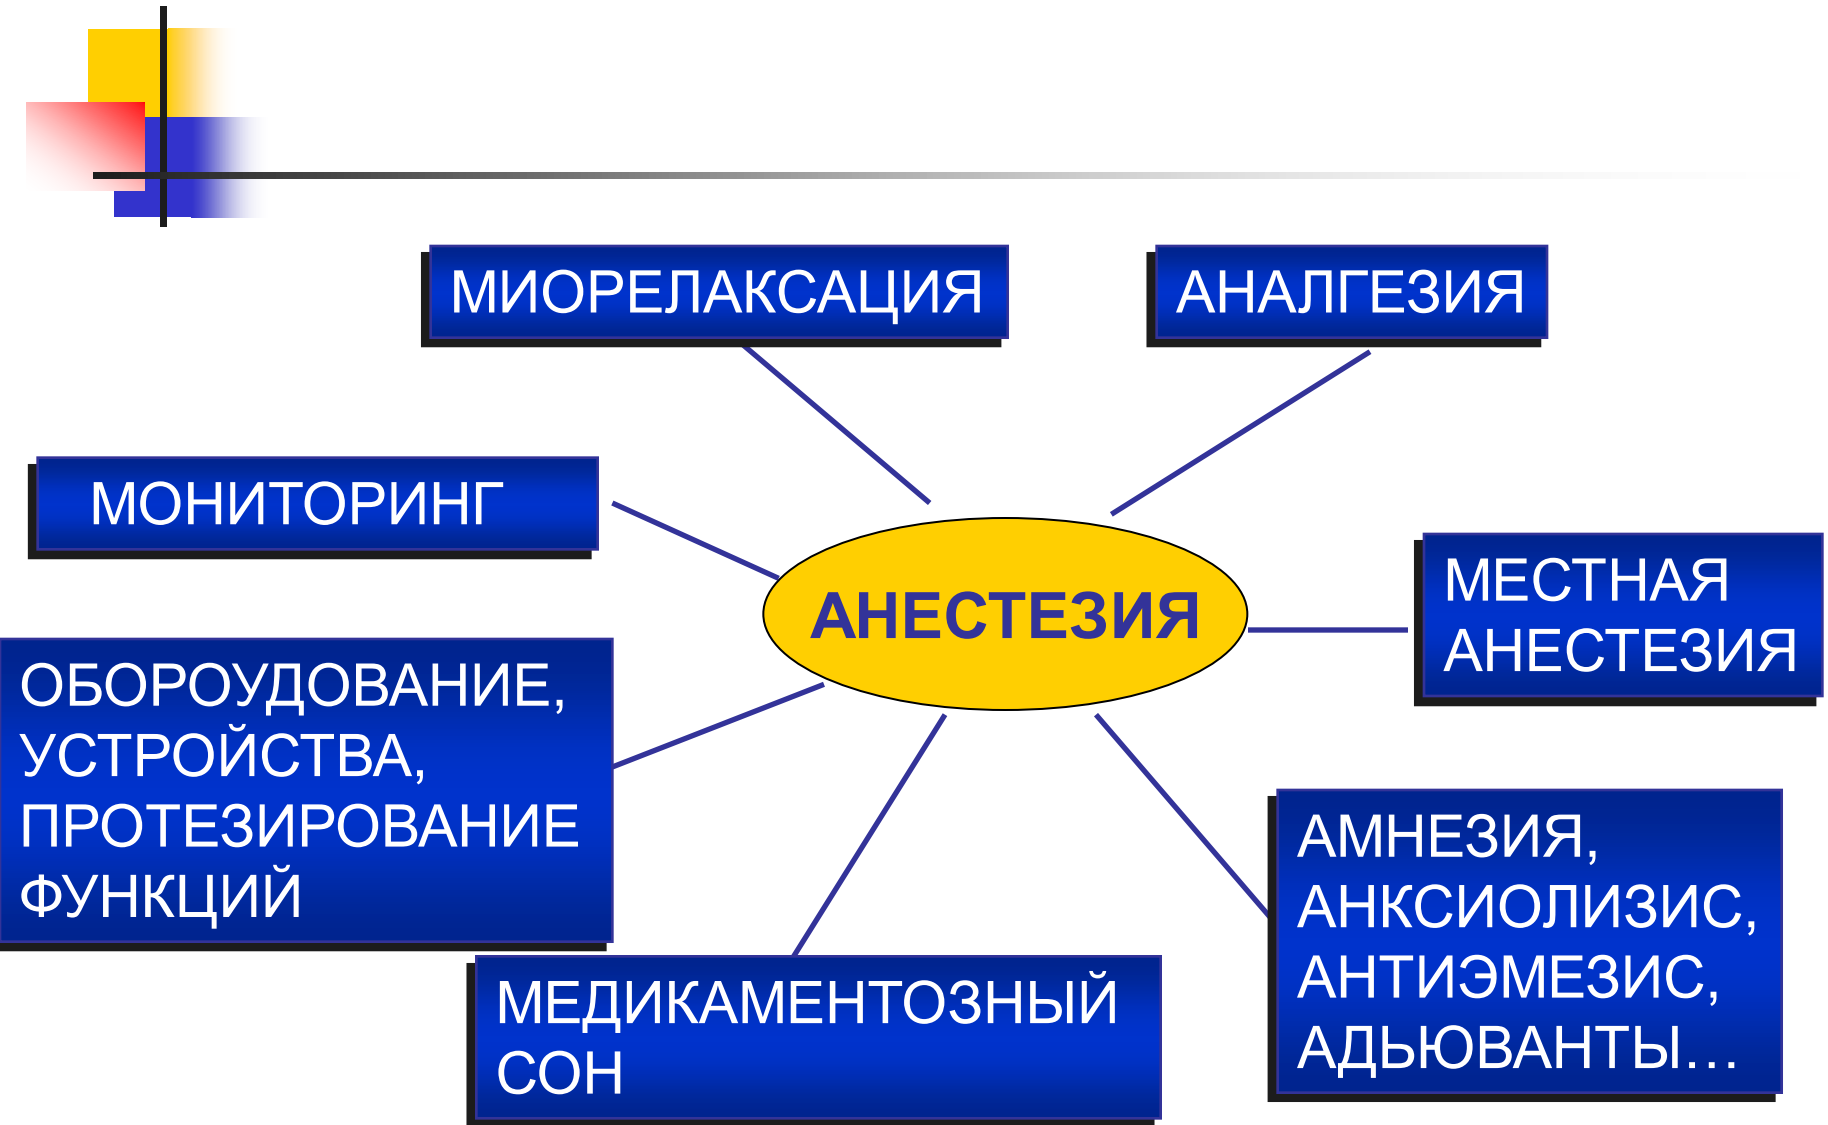 МИОРЕЛАКСАЦИЯ
АНАЛГЕЗИЯ
МОНИТОРИНГ
АНЕСТЕЗИЯ
МЕСТНАЯ
АНЕСТЕЗИЯ
ОБОРОУДОВАНИЕ,
УСТРОЙСТВА,
ПРОТЕЗИРОВАНИЕ
ФУНКЦИЙ
МЕДИКАМЕНТОЗНЫЙ
СОН
АМНЕЗИЯ,
АНКСИОЛИЗИС,
АНТИЭМЕЗИС,
АДЬЮВАНТЫ…